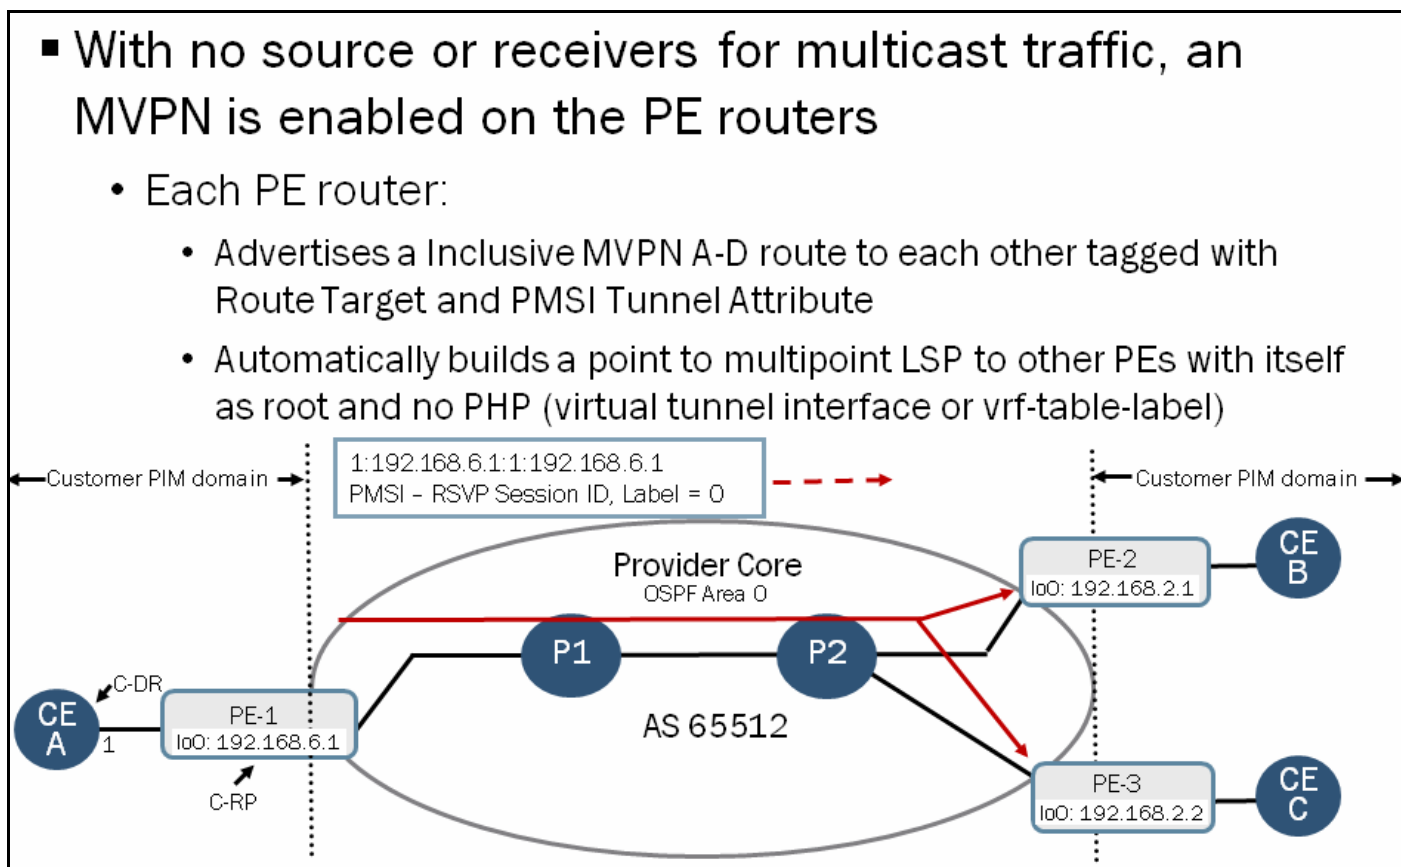 ▪ With no source or receivers for multicast traffic, an
MVPN is enabled on the PE routers
• Each PE router:
• Advertises a Inclusive MVPN A-D route to each other tagged with
Route Target and PMSI Tunnel Attribute
• Automatically builds a point to multipoint LSP to other PEs with itself
as root and no PHP (virtual tunnel interface or vrf-table-label)
Customer PIM domain
1:192.168.6.1:1:192.168.6.1
PMSI – RSVP Session ID, Label = 0
Customer PIM domain
Provider Core
OSPF Area 0
PE-2
lo0: 192.168.2.1
CE
B
P1
P2
C-DR
CE
A
1
PE-1
lo0: 192.168.6.1
C-RP
AS 65512
PE-3
lo0: 192.168.2.2
CE
C